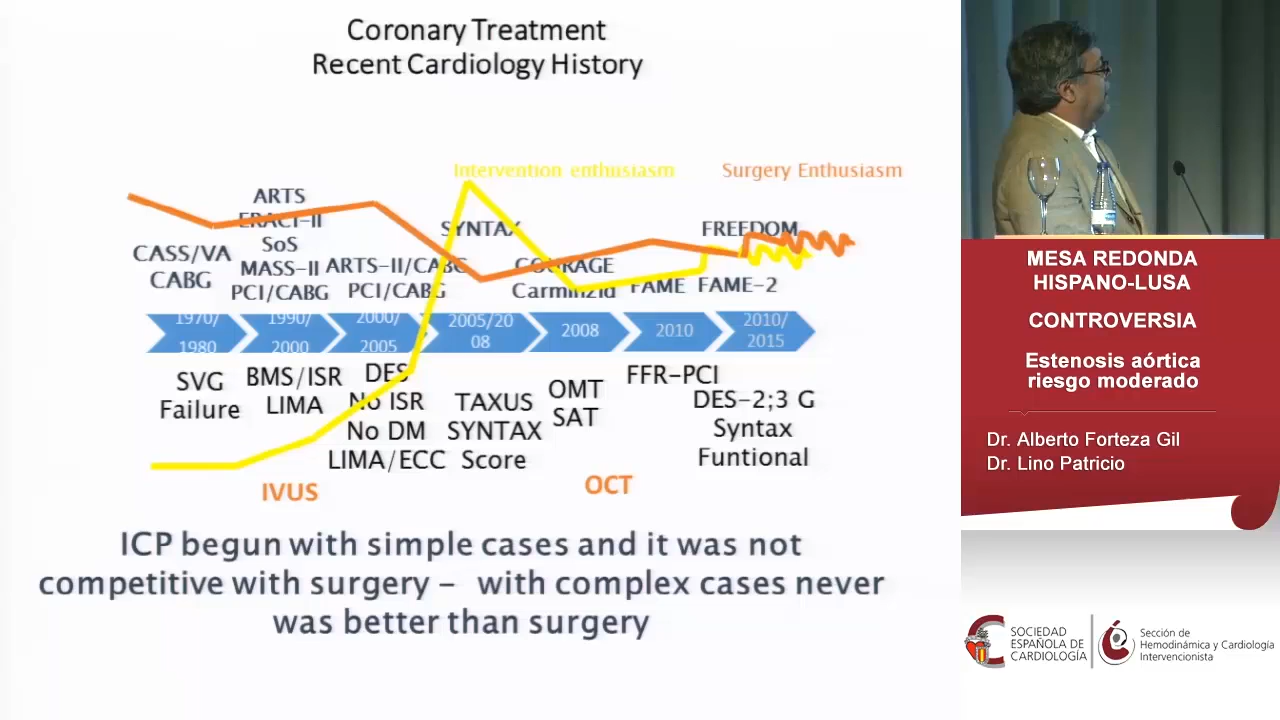 Coronary Treatment
Recent Cardiology History
Intervention enthusiasm
Surgery Enthusiasm
CASS/VA
CABG
ARTS
ERACI-II
SoS
MASS-II
PCI/CABG
ARTS-II/CABG
PCI/CABG
SYNTAX
COURAGE
FAME
FREEDOM
FAME-2
1970/
1980
1990/
2000
2000/
2005
2005/20
08
2008
2010
2010/
2015
SVG
Failure
BMS/ISR
LIMA
DES
No ISR
No DM
LIMA/ECC
TAXUS
SYNTAX
Score
OMT
SAT
FFR-PCI
DES-2;3 G
Syntax
Funtional
IVUS
OCT
ICP begun with simple cases and it was not
competitive with surgery – with complex cases never
was better than surgery
MESA REDONDA
HISPANO-LUSA
CONTROVERSIA
Estenosis aórtica
riesgo moderado
Dr. Alberto Forteza Gil
Dr. Lino Patricio
SOCIEDAD
ESPAÑOLA DE
CARDIOLOGÍA
Sección de
Hemodinámica y Cardiología
Intervencionista